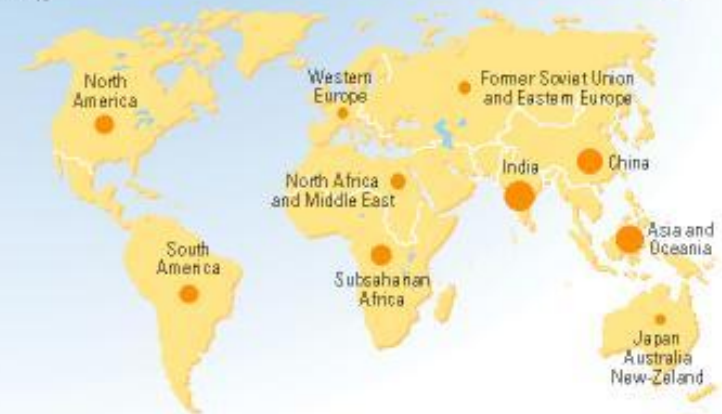 North
America
Western
Europe
Former Soviet Union
and Eastern Europe
India
China
North Africa
and Middle East
Asia and
Oceania
South
America
Subsaharian
Africa
Japan
Australia
New-Zeland